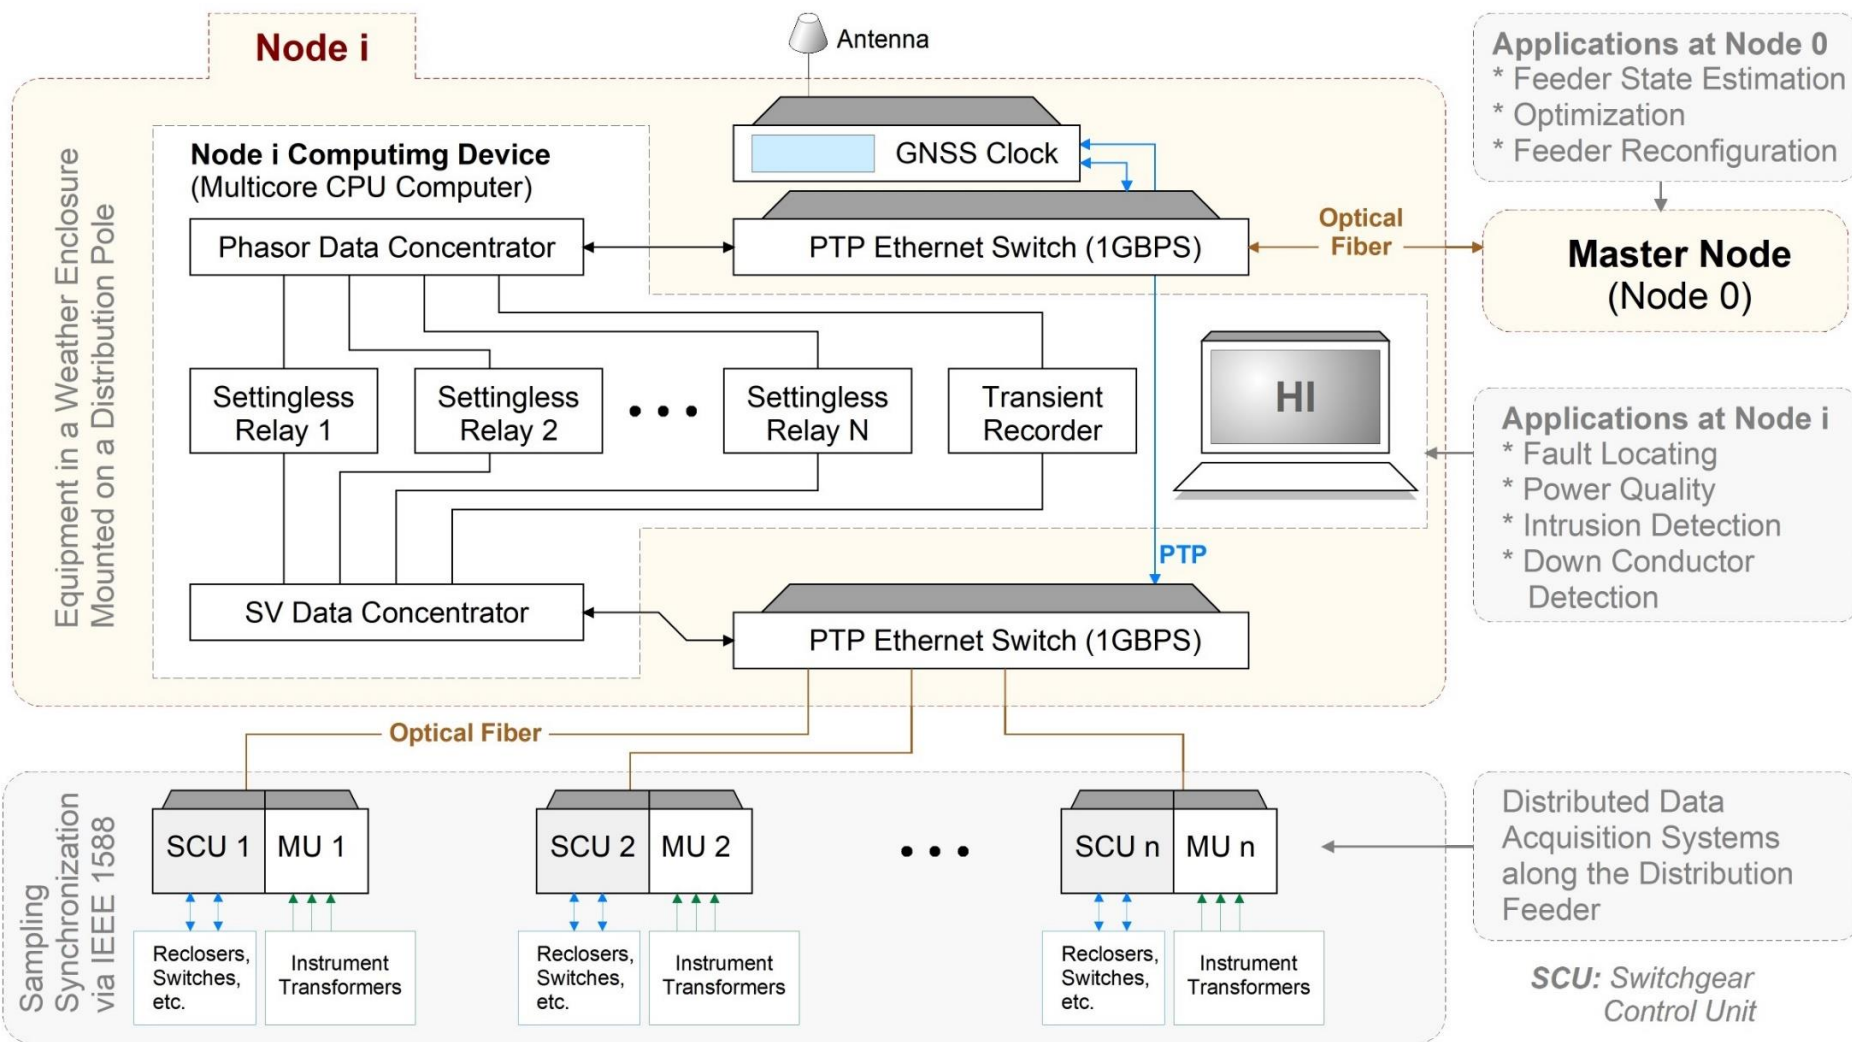 Node i
Antenna
Applications at Node 0
* Feeder State Estimation
* Optimization
* Feeder Reconfiguration
Equipment in a Weather Enclosure
Mounted on a Distribution Pole
Node i Computimg Device
(Multicore CPU Computer)
GNSS Clock
Phasor Data Concentrator
PTP Ethernet Switch (1GBPS)
Optical
Fiber
Master Node
(Node 0)
Settingless
Relay 1
Settingless
Relay 2
• • •
Settingless
Relay N
Transient
Recorder
HI
Applications at Node i
* Fault Locating
* Power Quality
* Intrusion Detection
* Down Conductor
Detection
PTP
SV Data Concentrator
PTP Ethernet Switch (1GBPS)
Optical Fiber
Sampling
Synchronization
via IEEE 1588
SCU 1
MU 1
SCU 2
MU 2
• • •
SCU n
MU n
Distributed Data
Acquisition Systems
along the Distribution
Feeder
Reclosers,
Switches,
etc.
Instrument
Transformers
Reclosers,
Switches,
etc.
Instrument
Transformers
Reclosers,
Switches,
etc.
Instrument
Transformers
SCU: Switchgear
Control Unit